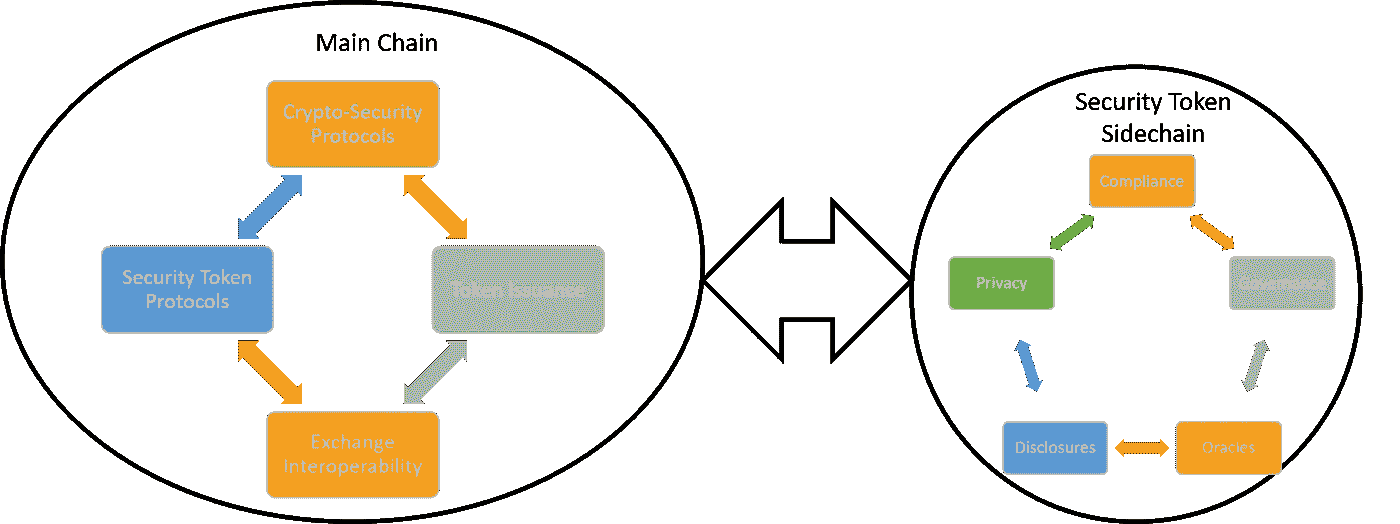 Main Chain
Crypto-Security
Protocols
Security Token
Protocols
Token Issuance
Exchange
Interoperability
Security Token
Sidechain
Compliance
Privacy
Governance
Disclosures
Oracles